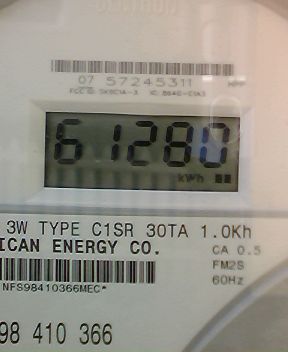 07 57245311
61280
kWh
3W TYPE C1SR 30TA 1.0Kh
ICAN ENERGY CO.
CA 0.5
FM2S
60Hz
NFS98410366MEC*
98 410 366